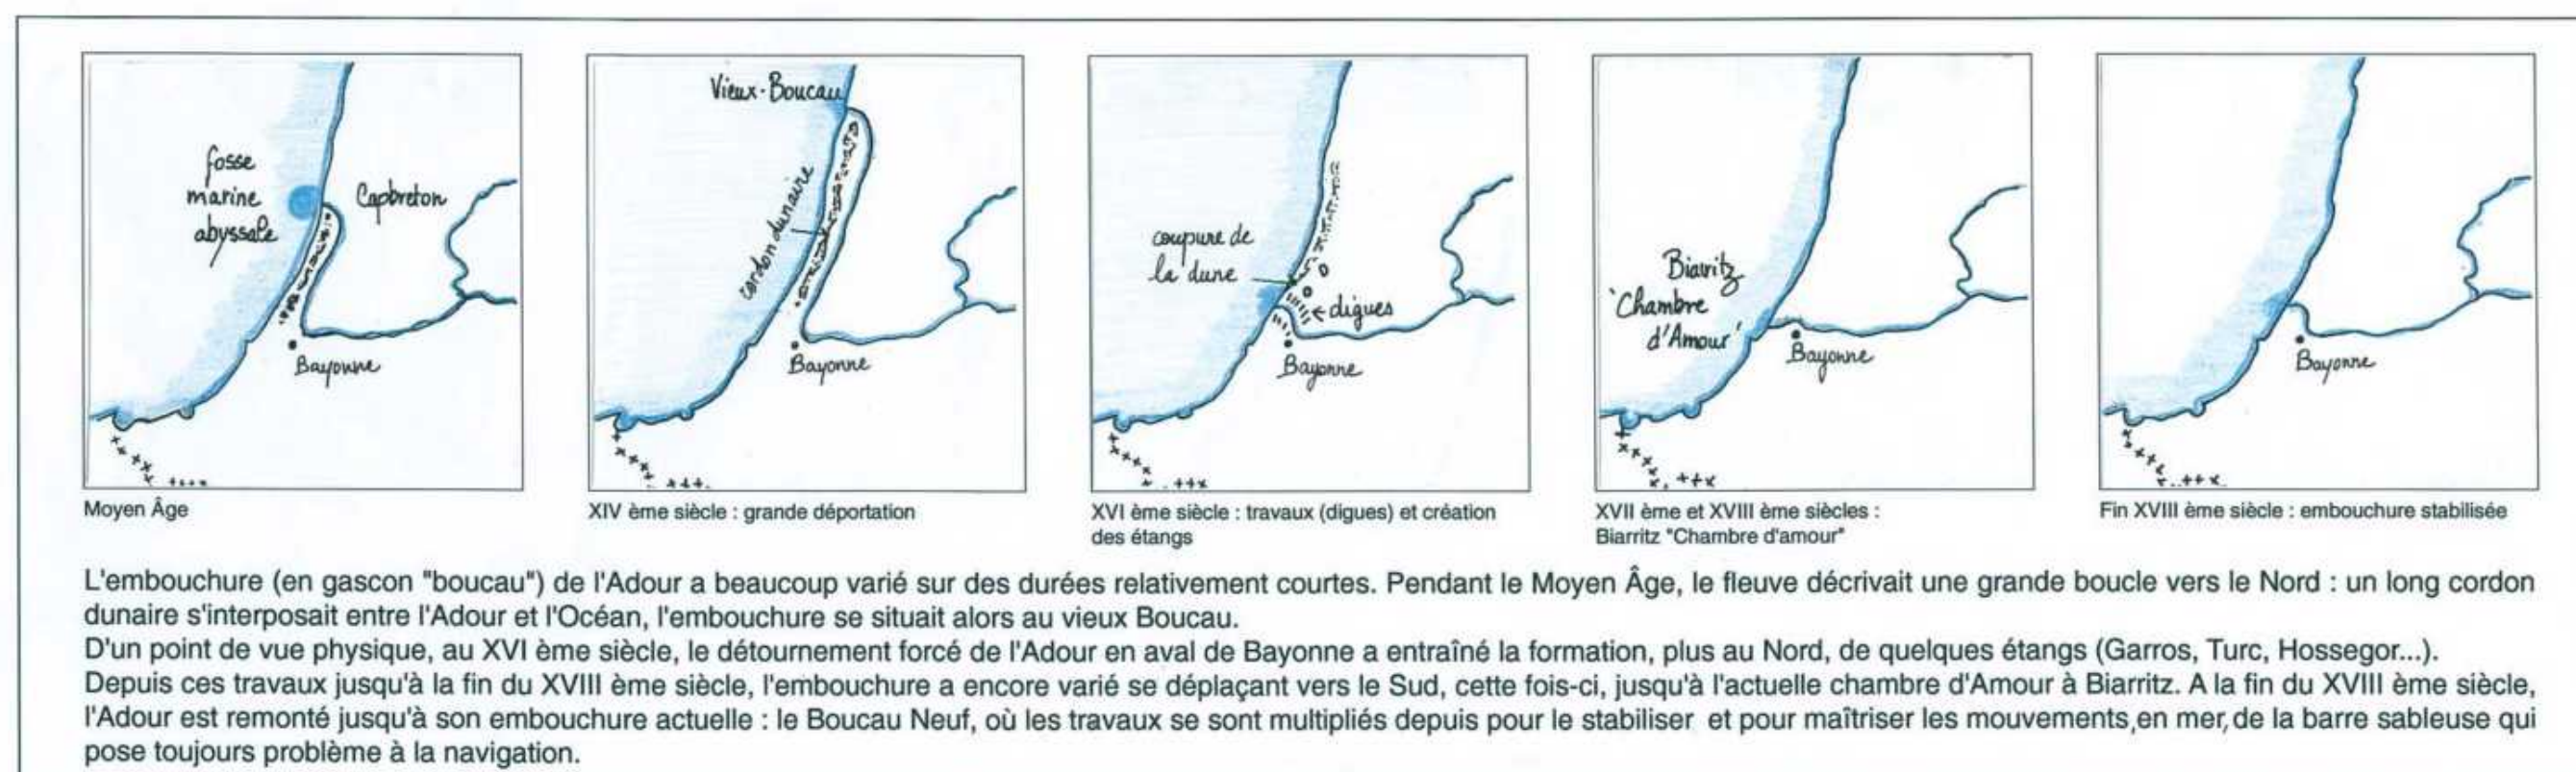 fosse
marine
abyssale
Capbreton
Bayonne
Moyen Âge
Vieux-Boucau
cordon dunaire
Bayonne
XIV ème siècle : grande déportation
coupure de
la dune
digues
Bayonne
XVI ème siècle : travaux (digues) et création
des étangs
Biarritz
'Chambre
d'Amour'
Bayonne
XVII ème et XVIII ème siècles :
Biarritz "Chambre d'amour"
Bayonne
Fin XVIII ème siècle : embouchure stabilisée
L'embouchure (en gascon "boucau") de l'Adour a beaucoup varié sur des durées relativement courtes. Pendant le Moyen Âge, le fleuve décrivait une grande boucle vers le Nord : un long cordon
dunaire s'interposait entre l'Adour et l'Océan, l'embouchure se situait alors au vieux Boucau.
D'un point de vue physique, au XVI ème siècle, le détournement forcé de l'Adour en aval de Bayonne a entraîné la formation, plus au Nord, de quelques étangs (Garros, Turc, Hossegor...).
Depuis ces travaux jusqu'à la fin du XVIII ème siècle, l'embouchure a encore varié se déplaçant vers le Sud, cette fois-ci, jusqu'à l'actuelle chambre d'Amour à Biarritz. A la fin du XVIII ème siècle,
l'Adour est remonté jusqu'à son embouchure actuelle : le Boucau Neuf, où les travaux se sont multipliés depuis pour le stabiliser et pour maîtriser les mouvements,en mer,de la barre sableuse qui
pose toujours problème à la navigation.